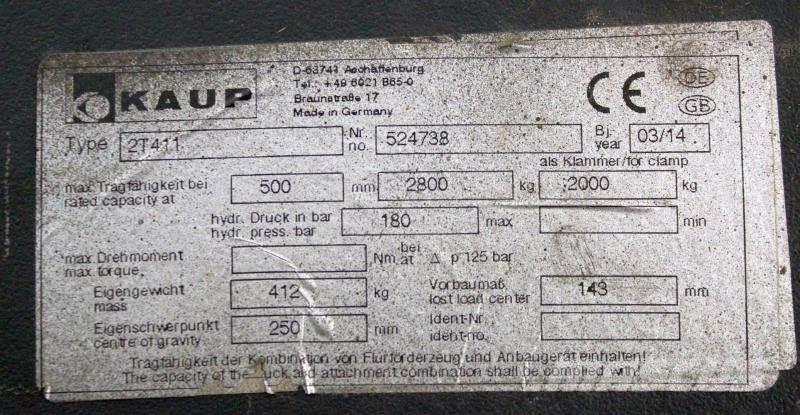 KAUP
D-63741 Aschaffenburg
Tel.: +49 6021 865-0
Braunstraße 17
Made in Germany
CE
DE
GB
Type 2T411 Nr. no. 524738 Bj. year 03/14
als Klammer/for clamp
max. Tragfähigkeit bei 500 mm 2800 kg 2000 kg
rated capacity at
hydr. Druck in bar 180 max min
hydr. press. bar
max. Drehmoment Nm bei Δ p 125 bar
max. torque at
Eigengewicht 412 kg Vorbaumaß 143 mm
mass lost load center
Eigenschwerpunkt 250 mm Ident-Nr.
centre of gravity ident-no.
Tragfähigkeit der Kombination von Flurförderzeug und Anbaugerät einhalten!
The capacity of the truck and attachment combination shall be complied with!